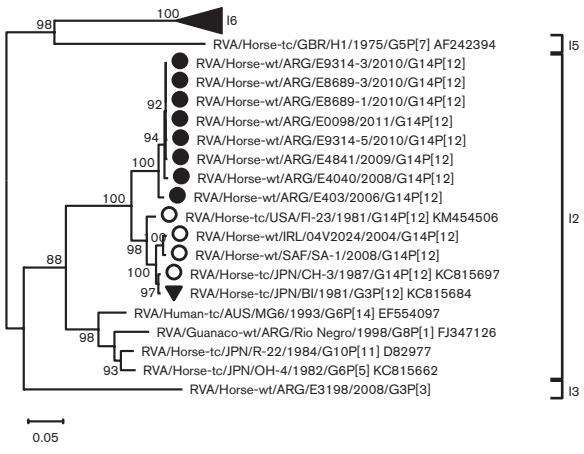 100
I6
98
RVA/Horse-tc/GBR/H1/1975/G5P[7] AF242394
I5
RVA/Horse-wt/ARG/E9314-3/2010/G14P[12]
RVA/Horse-wt/ARG/E8689-3/2010/G14P[12]
92
RVA/Horse-wt/ARG/E8689-1/2010/G14P[12]
RVA/Horse-wt/ARG/E0098/2011/G14P[12]
94
RVA/Horse-wt/ARG/E9314-5/2010/G14P[12]
RVA/Horse-wt/ARG/E4841/2009/G14P[12]
100
RVA/Horse-wt/ARG/E4040/2008/G14P[12]
RVA/Horse-wt/ARG/E403/2006/G14P[12]
100
RVA/Horse-tc/USA/FI-23/1981/G14P[12] KM454506
I2
100
RVA/Horse-wt/IRL/04V2024/2004/G14P[12]
98
RVA/Horse-wt/SAF/SA-1/2008/G14P[12]
88
100
RVA/Horse-tc/JPN/CH-3/1987/G14P[12] KC815697
97
RVA/Horse-tc/JPN/BI/1981/G3P[12] KC815684
RVA/Human-tc/AUS/MG6/1993/G6P[14] EF554097
98
RVA/Guanaco-wt/ARG/Rio Negro/1998/G8P[1] FJ347126
RVA/Horse-tc/JPN/R-22/1984/G10P[11] D82977
93
RVA/Horse-tc/JPN/OH-4/1982/G6P[5] KC815662
RVA/Horse-wt/ARG/E3198/2008/G3P[3]
I3
0.05